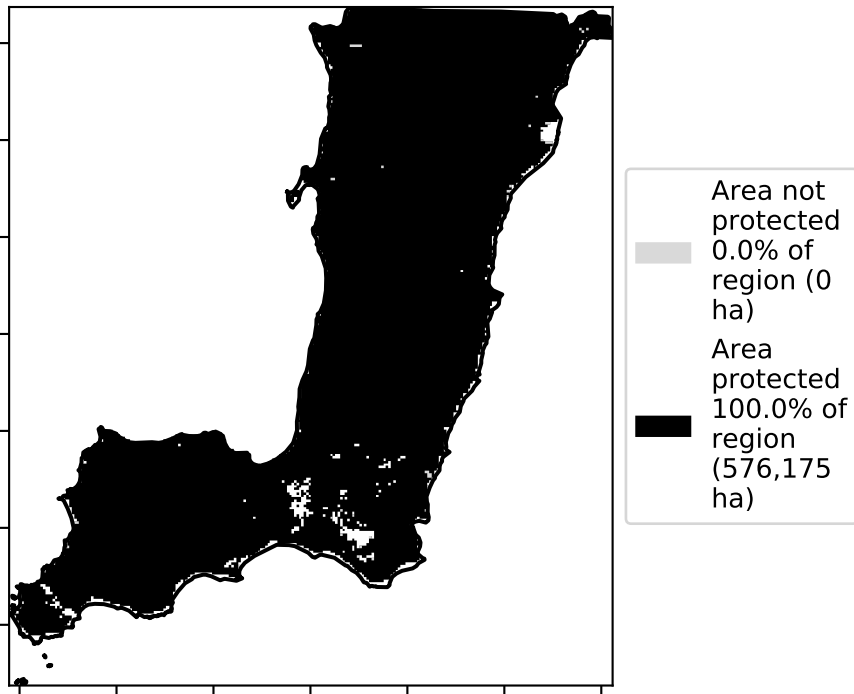 Area not
protected
0.0% of
region (0
ha)
Area
protected
100.0% of
region
(576,175
ha)